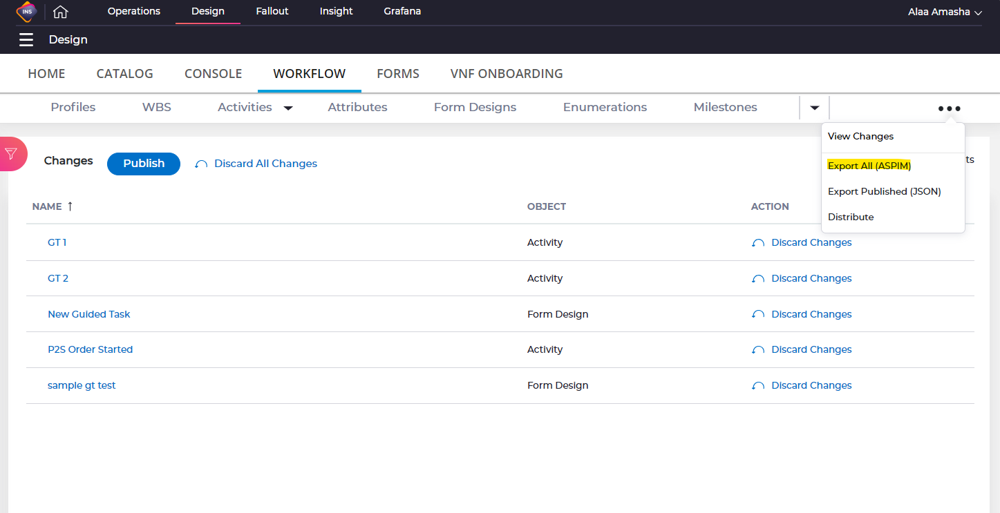 INS Operations Design Fallout Insight Grafana Alaa Amasha
Design
HOME CATALOG CONSOLE WORKFLOW FORMS VNF ONBOARDING
Profiles WBS Activities Attributes Form Designs Enumerations Milestones
View Changes
Export All (ASPIM)
Export Published (JSON)
Distribute
Changes Publish Discard All Changes
NAME ↑ OBJECT ACTION
GT 1 Activity Discard Changes
GT 2 Activity Discard Changes
New Guided Task Form Design Discard Changes
P2S Order Started Activity Discard Changes
sample gt test Form Design Discard Changes